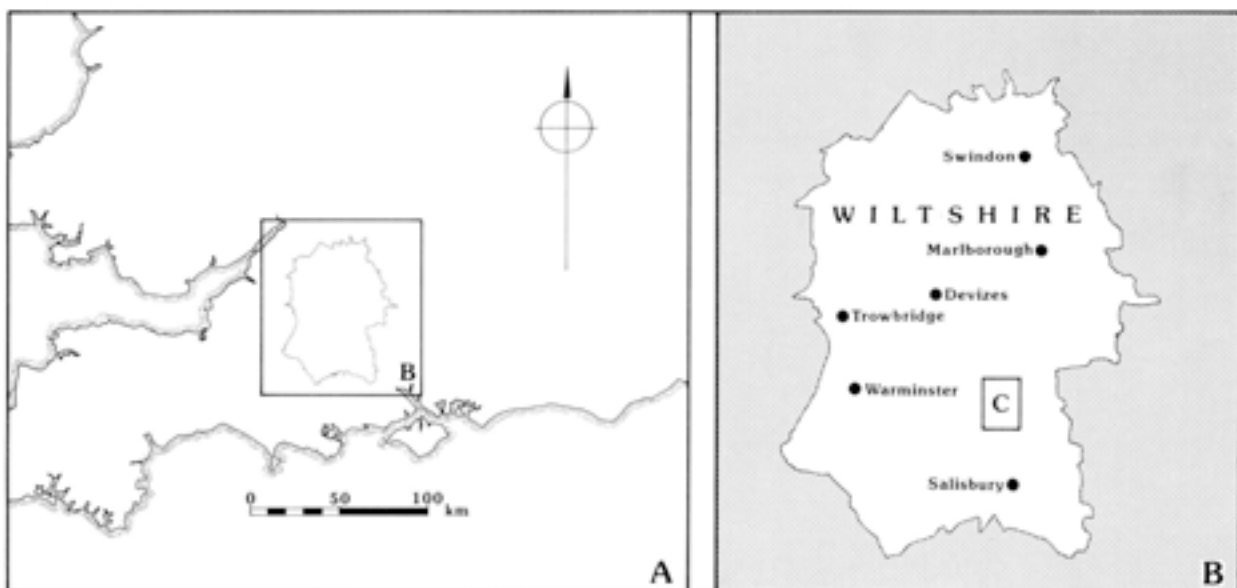 B
0 50 100
km
A
Swindon
WILTSHIRE
Marlborough
Devizes
Trowbridge
Warminster
C
Salisbury
B